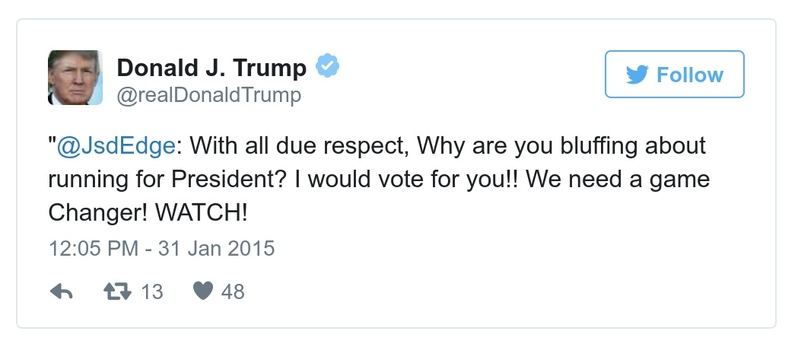 Donald J. Trump
@realDonaldTrump
Follow
"@JsdEdge: With all due respect, Why are you bluffing about
running for President? I would vote for you!! We need a game
Changer! WATCH!
12:05 PM - 31 Jan 2015
13 48